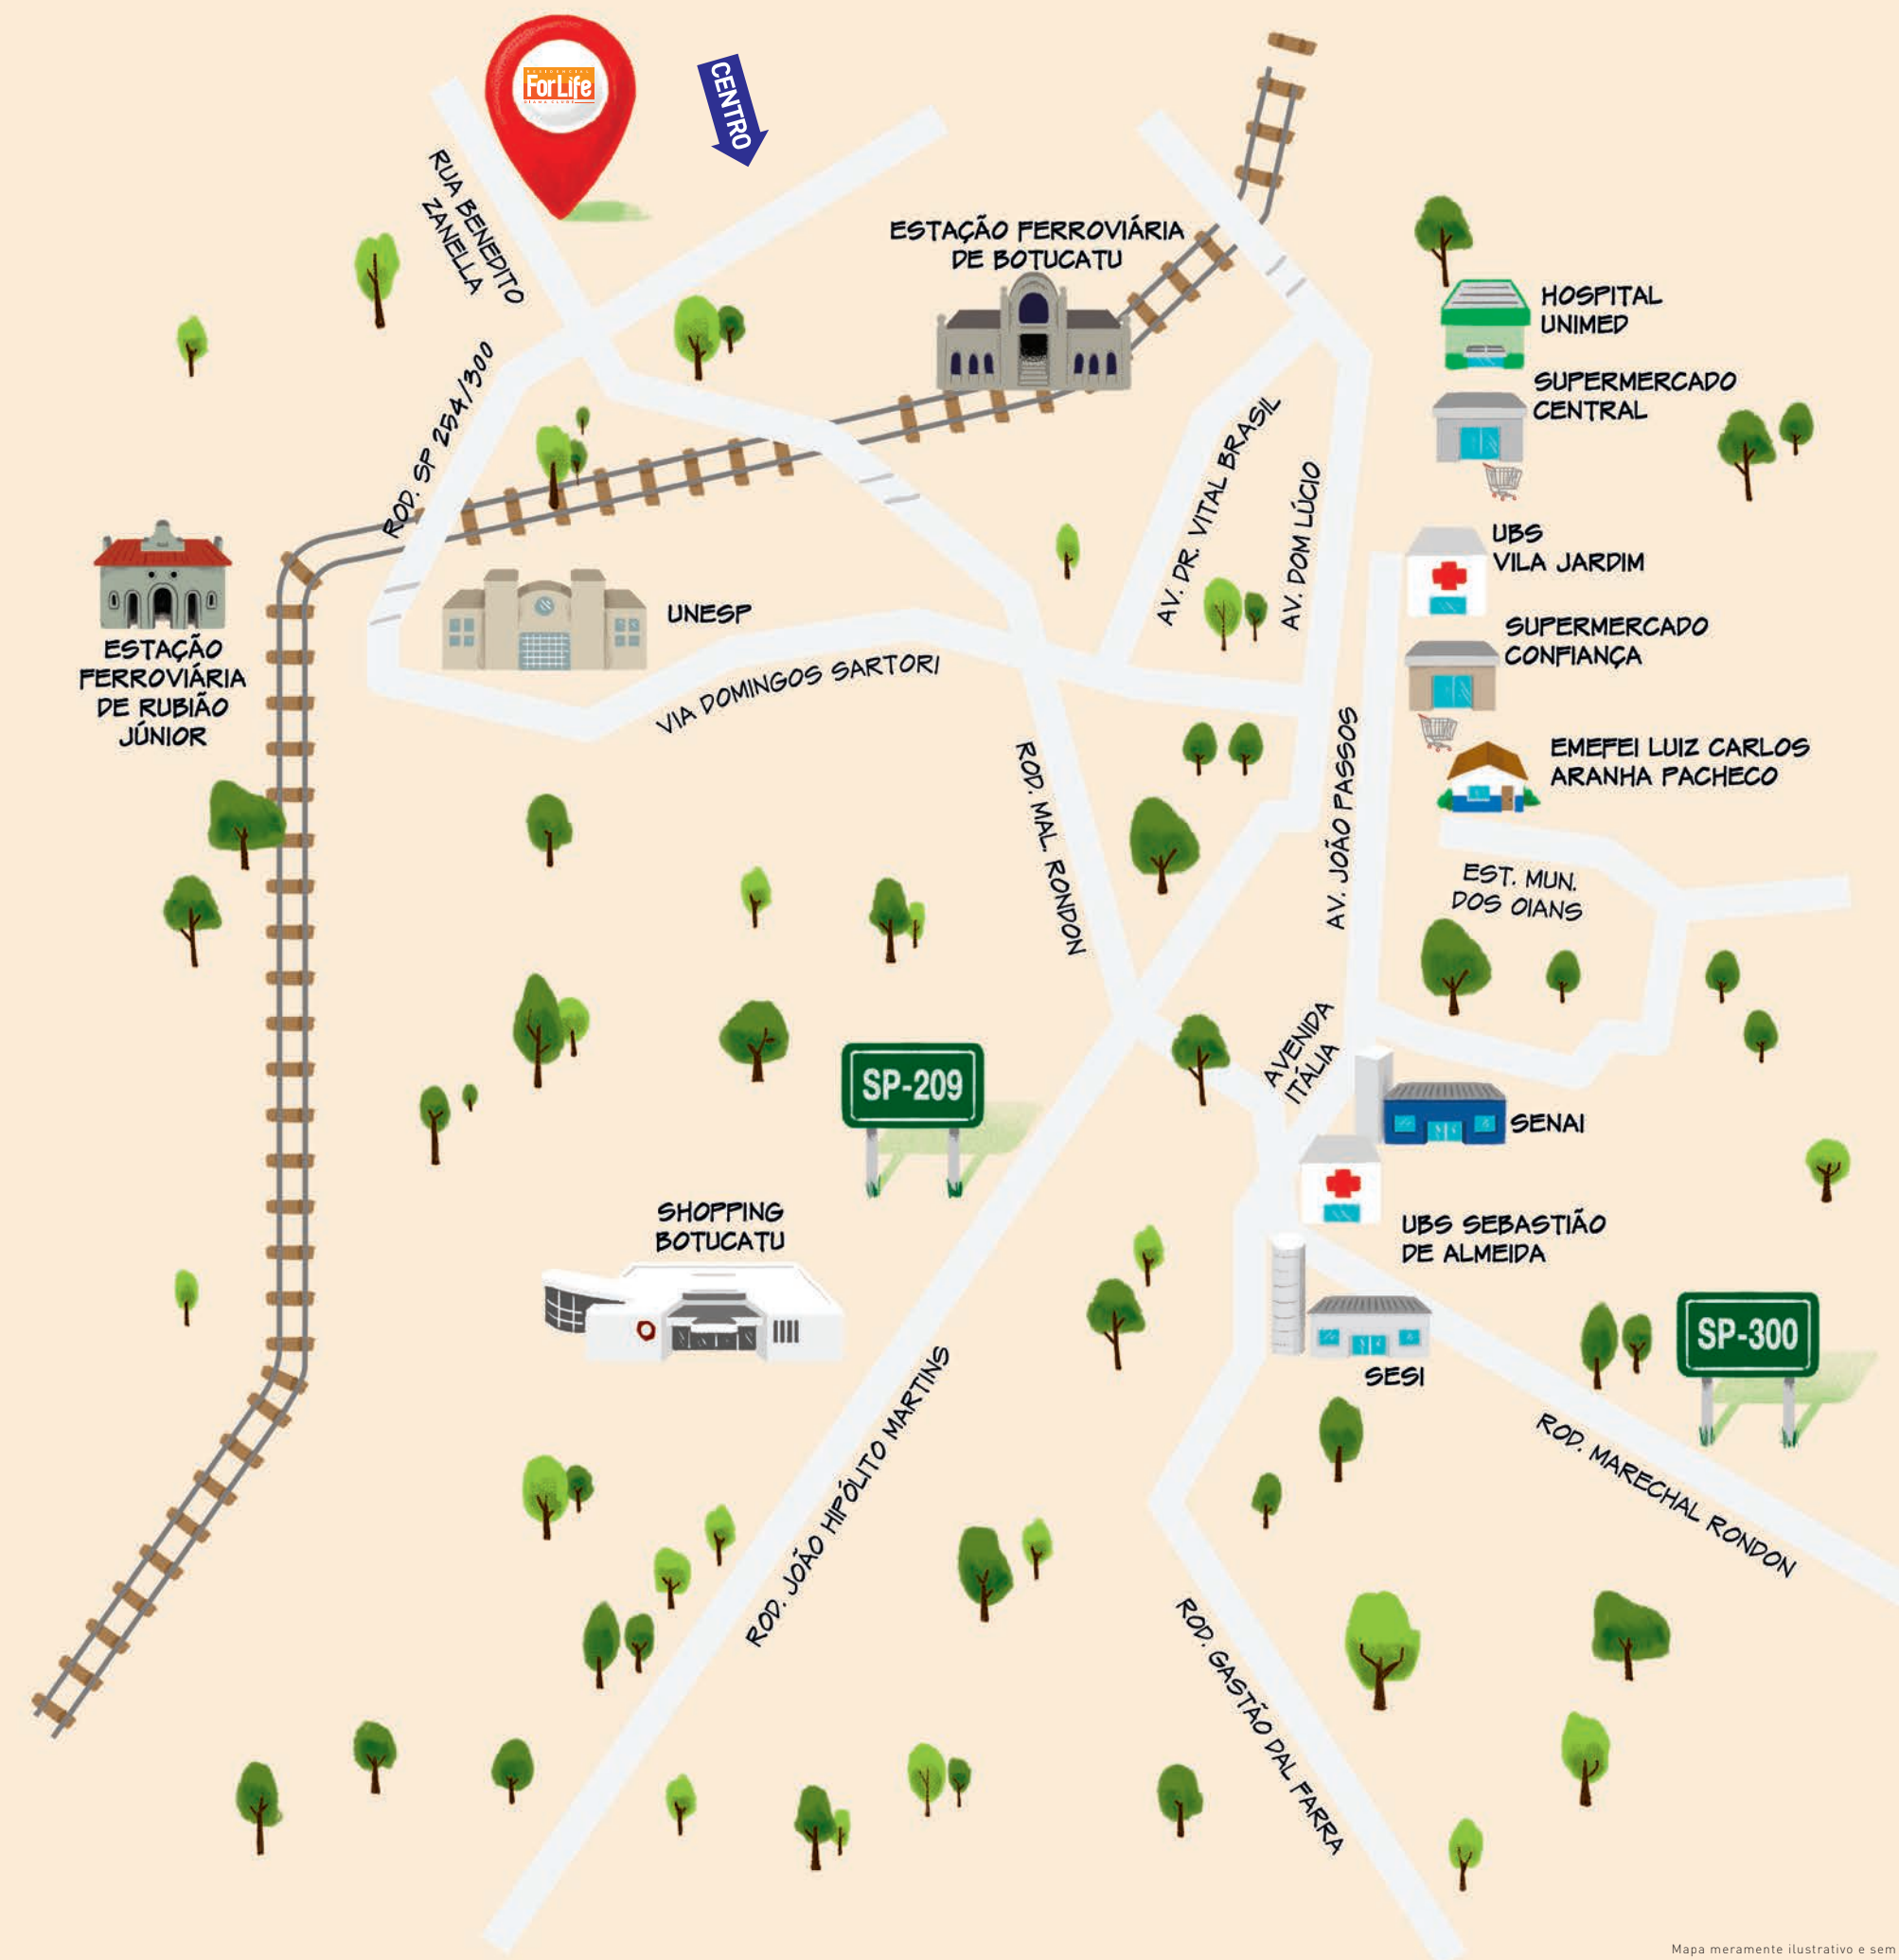 RESIDENCIAL
ForLife
CENTRO
RUA BENEDITO
ZANELLA
ESTAÇÃO FERROVIÁRIA
DE BOTUCATU
HOSPITAL
UNIMED
SUPERMERCADO
CENTRAL
ROD. SP 254/300
AV. DR. VITAL BRASIL
AV. DOM LÚCIO
UBS
VILA JARDIM
UNESP
SUPERMERCADO
CONFIANÇA
ESTAÇÃO
FERROVIÁRIA
DE RUBIÃO
JÚNIOR
VIA DOMINGOS SARTORI
ROD. MAL. RONDON
AV. JOÃO PASSOS
EMEFEI LUIZ CARLOS
ARANHA PACHECO
EST. MUN.
DOS OIANS
AVENIDA
ITÁLIA
SP-209
SENAI
SHOPPING
BOTUCATU
UBS SEBASTIÃO
DE ALMEIDA
SP-300
SESI
ROD. JOÃO HIPÓLITO MARTINS
ROD. MARECHAL RONDON
ROD. GASTÃO DAL FARRA
Mapa meramente ilustrativo e sem